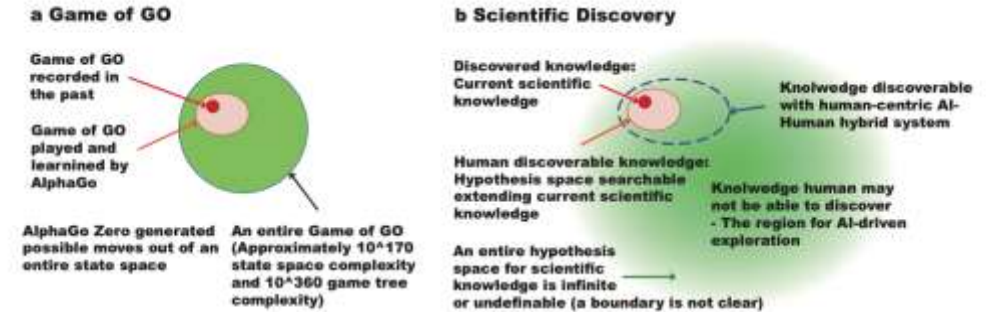 a Game of GO
Game of GO
recorded in
the past
Game of GO
played and
learnined by
AlphaGo
AlphaGo Zero generated
possible moves out of an
entire state space
An entire Game of GO
(Approximately 10^170
state space complexity
and 10^360 game tree
complexity)
b Scientific Discovery
Discovered knowledge:
Current scientific
knowledge
Knolwedge discoverable
with human-centric AI-
Human hybrid system
Human discoverable knowledge:
Hypothesis space searchable
extending current scientific
knowledge
Knolwedge human may
not be able to discover
- The region for AI-driven
exploration
An entire hypothesis
space for scientific
knowledge is infinite
or undefinable (a boundary is not clear)